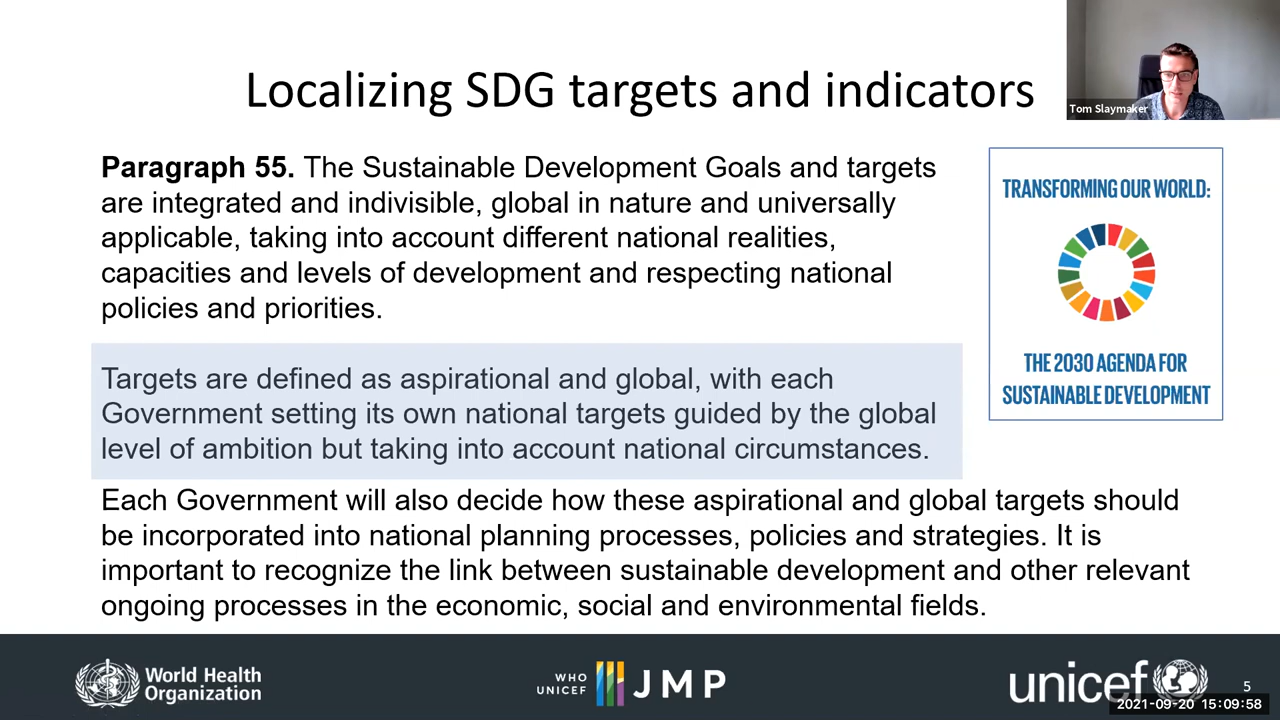 Localizing SDG targets and indicators
Tom Slaymaker
Paragraph 55. The Sustainable Development Goals and targets
are integrated and indivisible, global in nature and universally
applicable, taking into account different national realities,
capacities and levels of development and respecting national
policies and priorities.
TRANSFORMING OUR WORLD:
THE 2030 AGENDA FOR
SUSTAINABLE DEVELOPMENT
Targets are defined as aspirational and global, with each
Government setting its own national targets guided by the global
level of ambition but taking into account national circumstances.
Each Government will also decide how these aspirational and global targets should
be incorporated into national planning processes, policies and strategies. It is
important to recognize the link between sustainable development and other relevant
ongoing processes in the economic, social and environmental fields.
World Health
Organization
WHO
UNICEF
JMP
unicef
5
2021-09-20 15:09:58